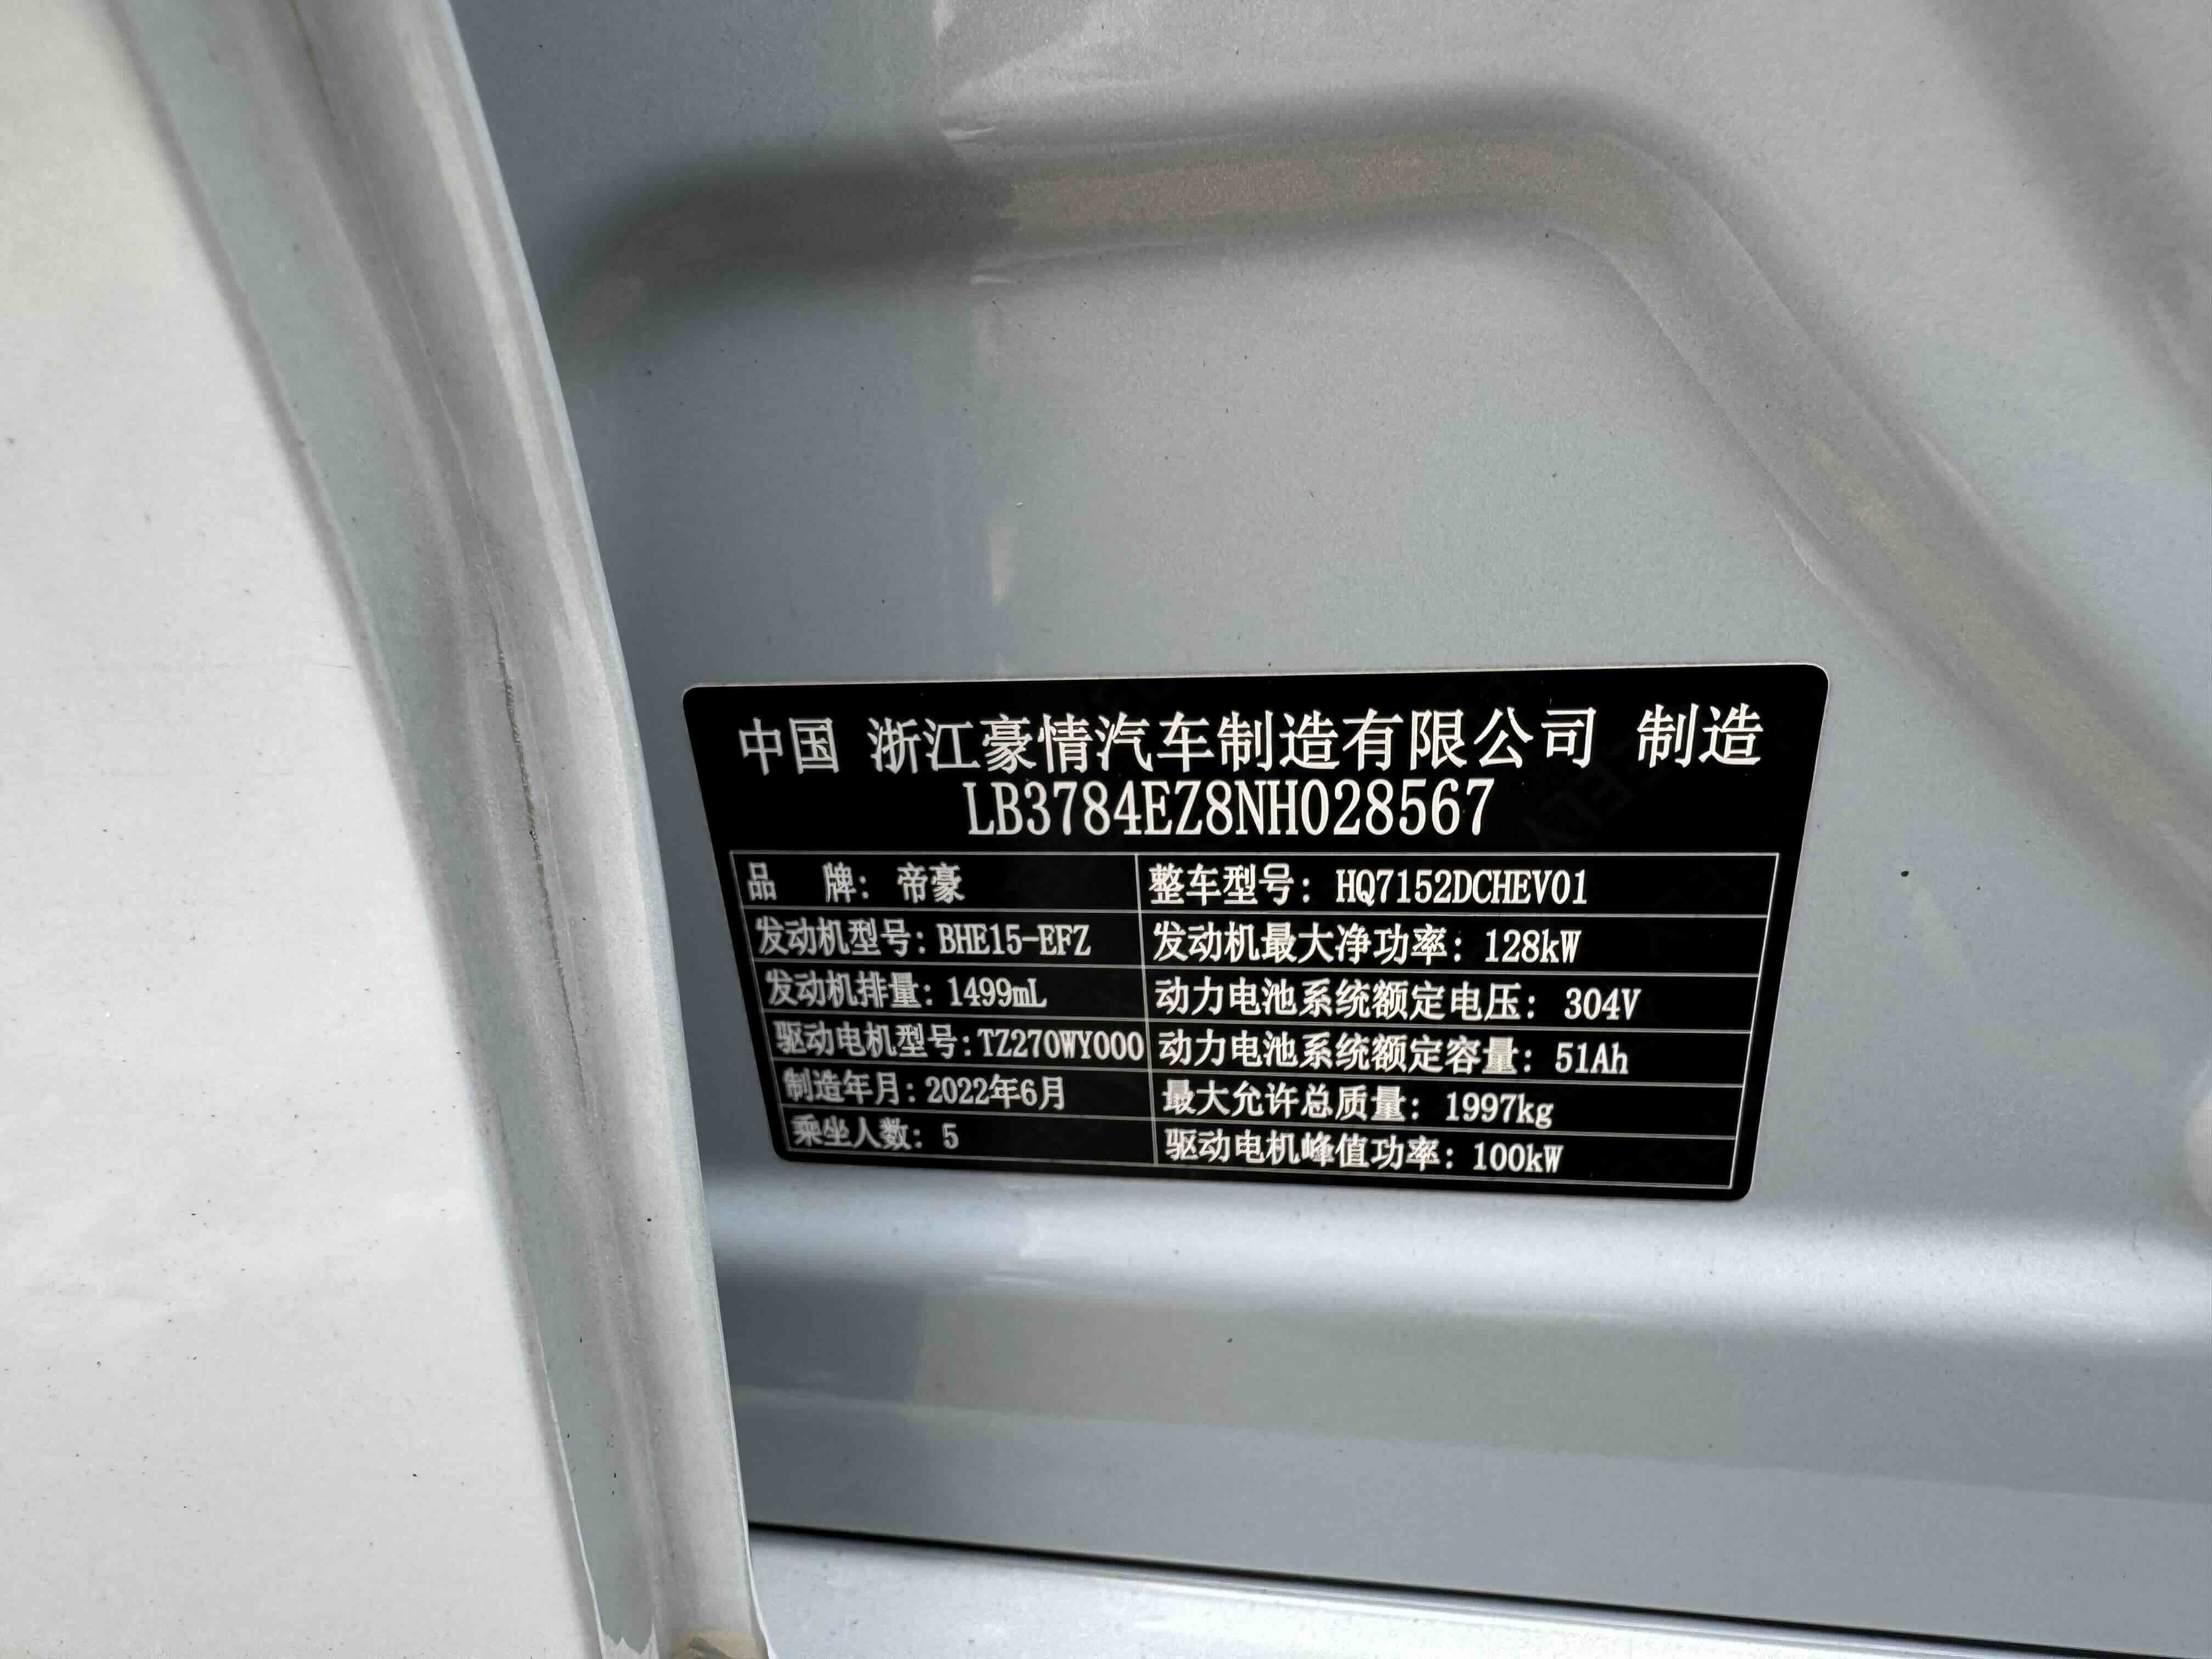 中国 浙江豪情汽车制造有限公司 制造
LB3784EZ8NH028567
品 牌: 帝豪 整车型号: HQ7152DCHEV01
发动机型号: BHE15-EFZ 发动机最大净功率: 128kW
发动机排量: 1499mL 动力电池系统额定电压: 304V
驱动电机型号: TZ270WY000 动力电池系统额定容量: 51Ah
制造年月: 2022年6月 最大允许总质量: 1997kg
乘坐人数: 5 驱动电机峰值功率: 100kW